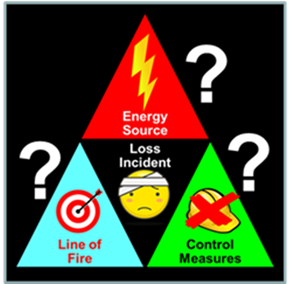 ?
Energy
Source
?
?
Loss
Incident
Line of
Fire
Control
Measures